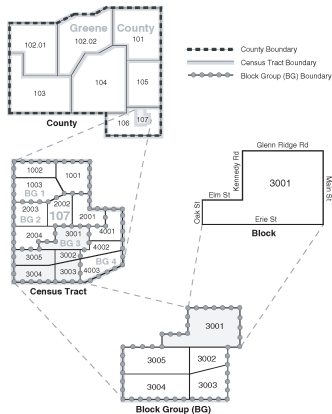 Greene County
102.01
102.02
101
103
104
105
106
107
County
County Boundary
Census Tract Boundary
Block Group (BG) Boundary
Glenn Ridge Rd
Kennedy Rd
3001
Main St
Elm St
Oak St
Erie St
Block
1002
1001
1003
BG 1
2003
2002
BG 2
107
2001
2004
3001
4001
BG 3
4002
3005
3002
BG 4
3004
3003
4003
Census Tract
3001
3005
3002
3004
3003
Block Group (BG)